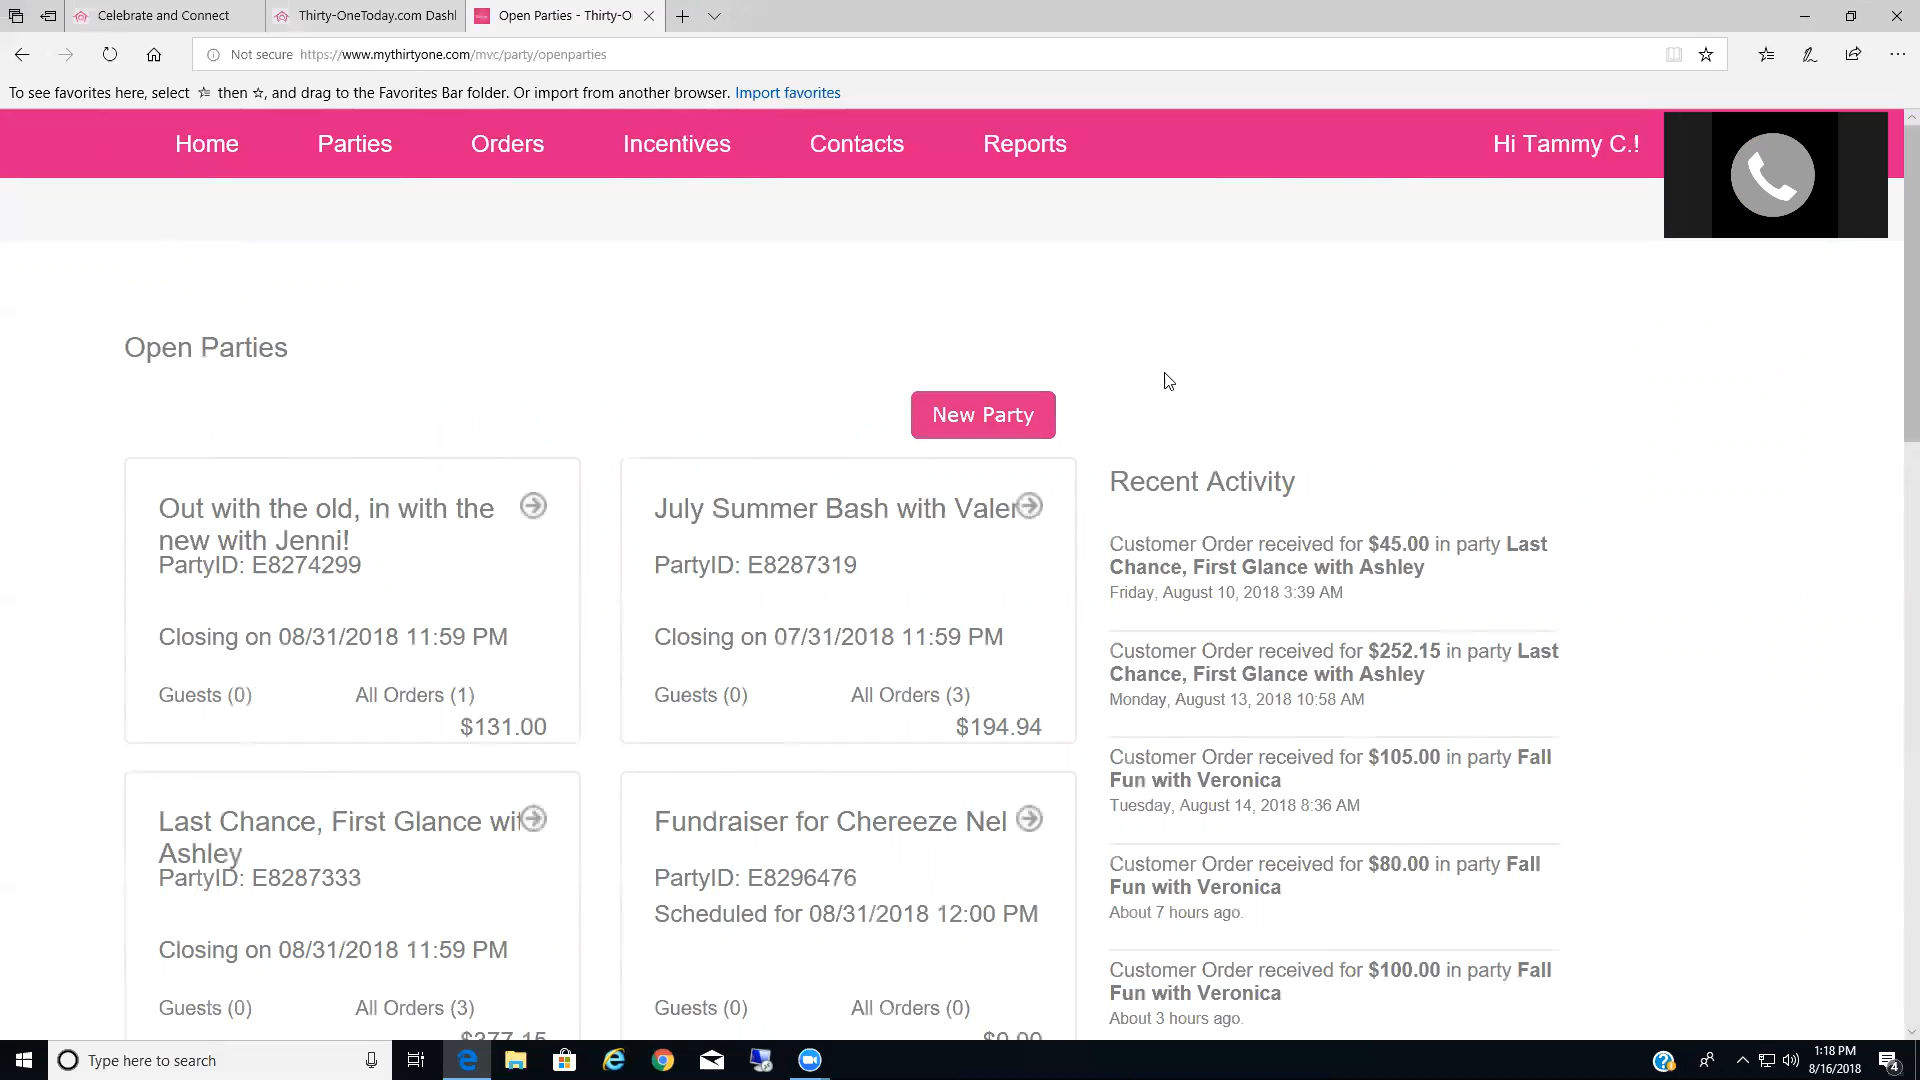 Celebrate and Connect
Thirty-OneToday.com Dashl
Open Parties - Thirty-O
Not secure https://www.mythirtyone.com/mvc/party/openparties
To see favorites here, select then , and drag to the Favorites Bar folder. Or import from another browser. Import favorites
Home
Parties
Orders
Incentives
Contacts
Reports
Hi Tammy C.!
Open Parties
New Party
Out with the old, in with the
new with Jenni!
PartyID: E8274299
Closing on 08/31/2018 11:59 PM
Guests (0)
All Orders (1)
$131.00
July Summer Bash with Valer
PartyID: E8287319
Closing on 07/31/2018 11:59 PM
Guests (0)
All Orders (3)
$194.94
Last Chance, First Glance wit
Ashley
PartyID: E8287333
Closing on 08/31/2018 11:59 PM
Guests (0)
All Orders (3)
$377.15
Fundraiser for Chereeze Nel
PartyID: E8296476
Scheduled for 08/31/2018 12:00 PM
Guests (0)
All Orders (0)
$0.00
Recent Activity
Customer Order received for $45.00 in party Last
Chance, First Glance with Ashley
Friday, August 10, 2018 3:39 AM
Customer Order received for $252.15 in party Last
Chance, First Glance with Ashley
Monday, August 13, 2018 10:58 AM
Customer Order received for $105.00 in party Fall
Fun with Veronica
Tuesday, August 14, 2018 8:36 AM
Customer Order received for $80.00 in party Fall
Fun with Veronica
About 7 hours ago.
Customer Order received for $100.00 in party Fall
Fun with Veronica
About 3 hours ago.
Type here to search
1:18 PM
8/16/2018
4